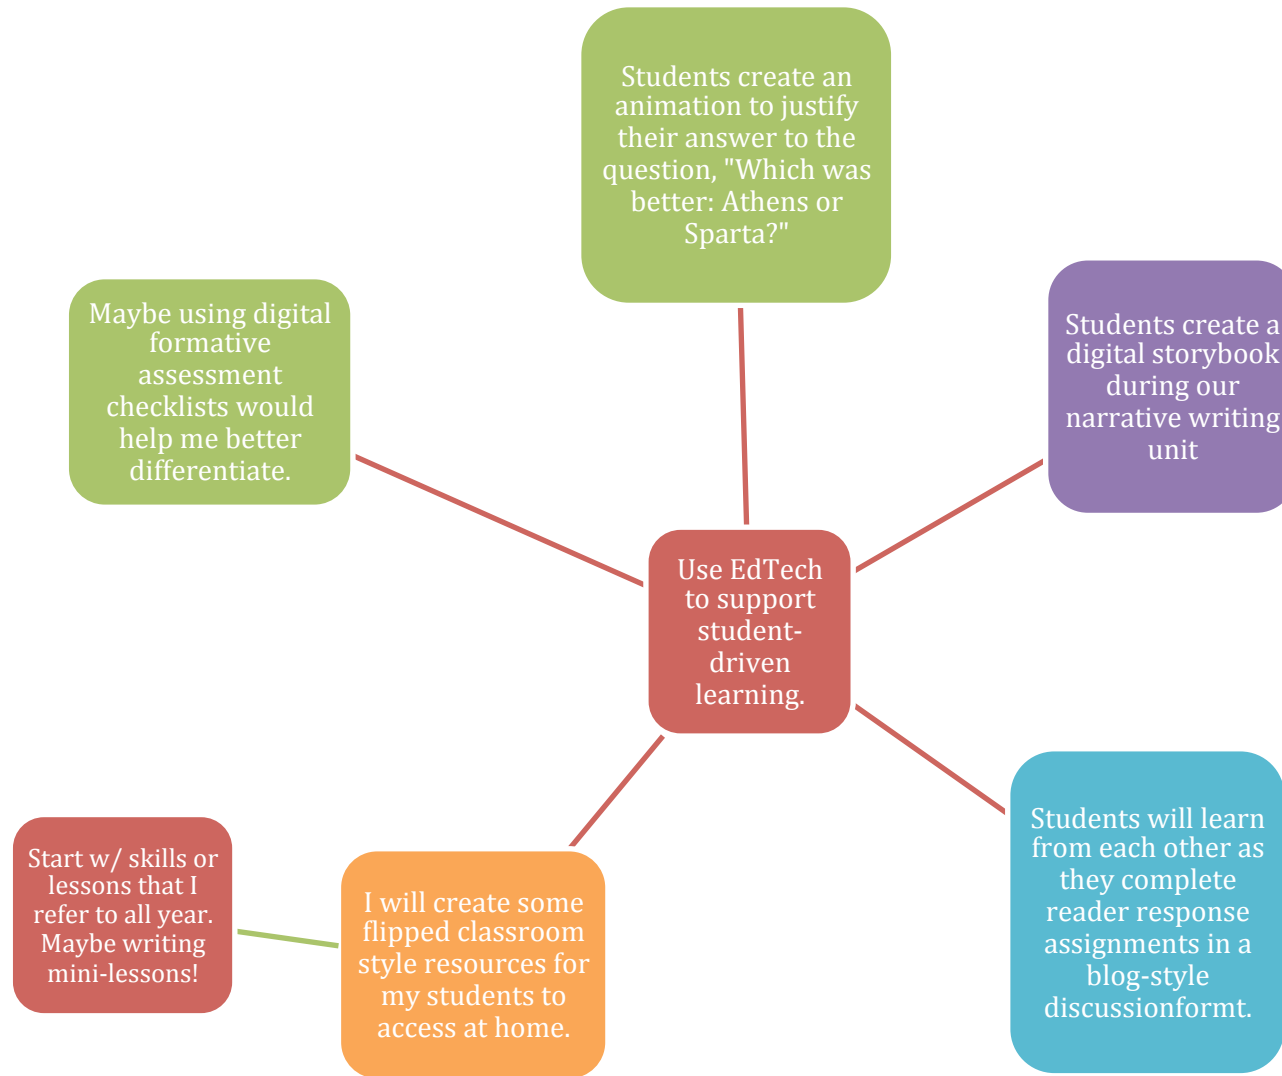 Students create an
animation to justify
their answer to the
question, "Which was
better: Athens or
Sparta?"
Maybe using digital
formative
assessment
checklists would
help me better
differentiate.
Students create a
digital storybook
during our
narrative writing
unit
Use EdTech
to support
student-
driven
learning.
Students will learn
from each other as
they complete
reader response
assignments in a
blog-style
discussionformt.
Start w/ skills or
lessons that I
refer to all year.
Maybe writing
mini-lessons!
I will create some
flipped classroom
style resources for
my students to
access at home.